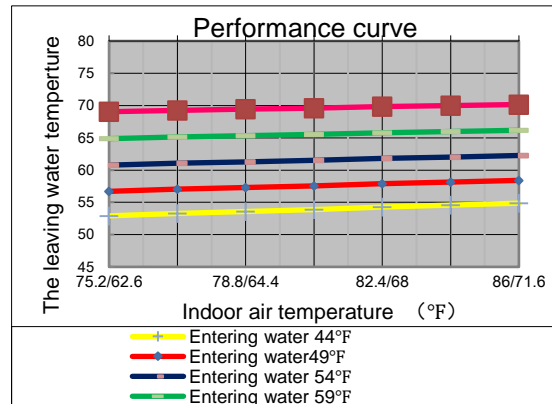 Performance curve
80
75
70
65
60
55
50
45
The leaving water temperture
75.2/62.6 78.8/64.4 82.4/68 86/71.6
Indoor air temperature （°F）
Entering water 44°F
Entering water49°F
Entering water 54°F
Entering water 59°F